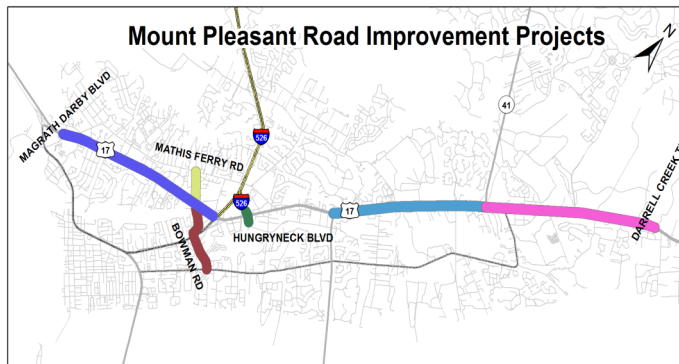 Mount Pleasant Road Improvement Projects
N
MAGRATH DARBY BLVD
17
41
526
MATHIS FERRY RD
526
17
HUNGRYNECK BLVD
BOWMAN RD
DARRELL CREEK